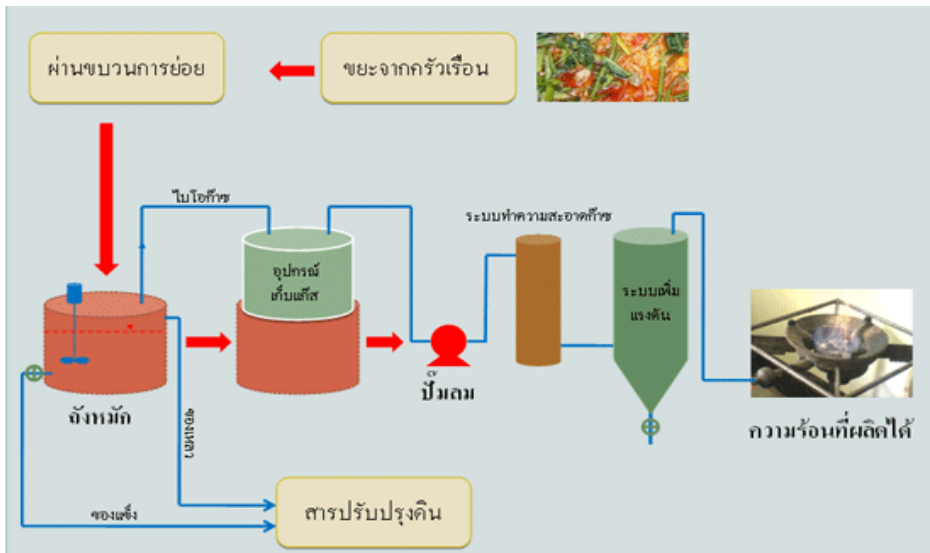 ผ่านขบวนการย่อย
ขยะจากครัวเรือน
ไบโอก๊าซ
ระบบทำความสะอาดก๊าซ
อุปกรณ์
เก็บแก๊ส
ระบบเพิ่ม
แรงดัน
ถังหมัก
ปั๊มลม
ความร้อนที่ผลิตได้
ของเหลว
ของแข็ง
สารปรับปรุงดิน